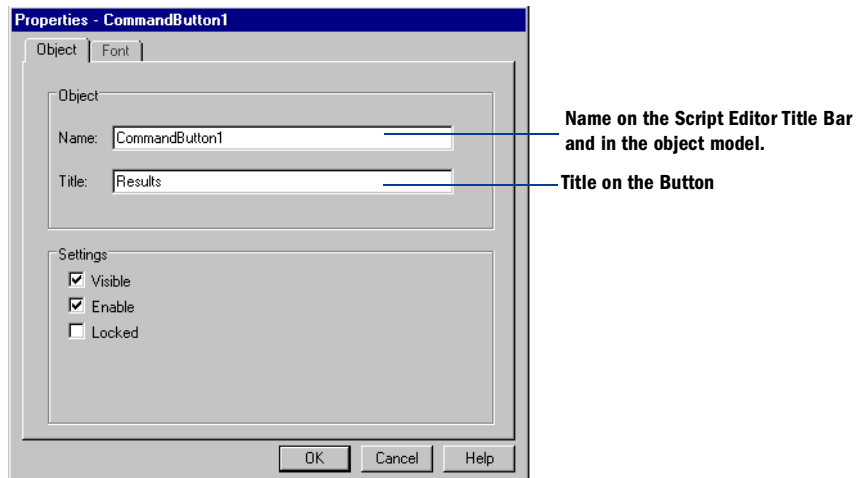 Properties - CommandButton1
Object Font
Object
Name: CommandButton1
Title: Results
Settings
Visible
Enable
Locked
OK Cancel Help
Name on the Script Editor Title Bar
and in the object model.
Title on the Button